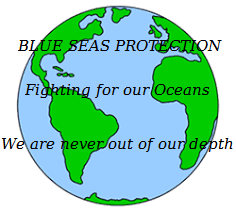 BLUE SEAS PROTECTION
Fighting for our Oceans
We are never out of our depth